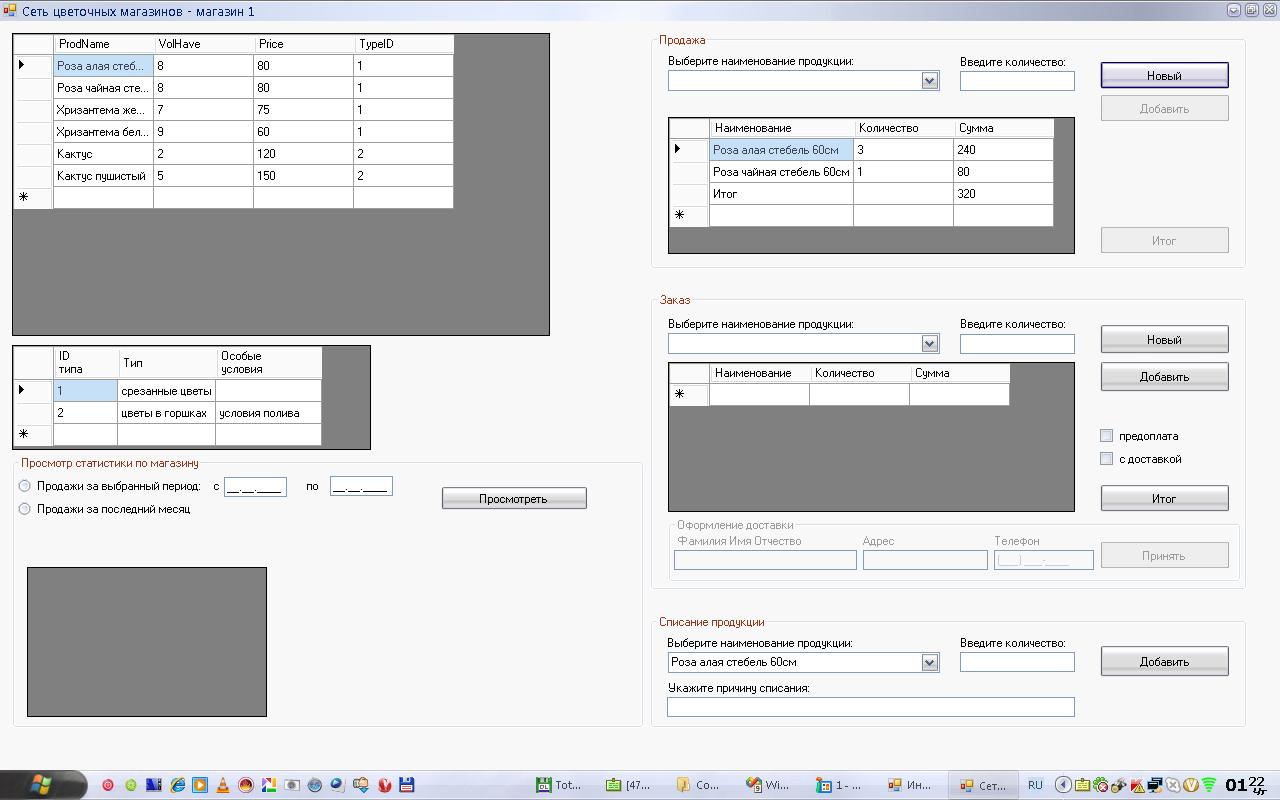 Сеть цветочных магазинов - магазин 1
ProdName VolHave Price TypeID
Роза алая стеб... 8 80 1
Роза чайная сте... 8 80 1
Хризантема же... 7 75 1
Хризантема бел... 9 60 1
Кактус 2 120 2
Кактус пушистый 5 150 2
ID типа Тип Особые условия
1 срезанные цветы
2 цветы в горшках условия полива
Просмотр статистики по магазину
Продажи за выбранный период: с __.__.____ по __.__.____
Продажи за последний месяц
Просмотреть
Продажа
Выберите наименование продукции: Введите количество:
Новый
Добавить
Наименование Количество Сумма
Роза алая стебель 60см 3 240
Роза чайная стебель 60см 1 80
Итог 320
Итог
Заказ
Выберите наименование продукции: Введите количество:
Новый
Добавить
Наименование Количество Сумма
предоплата
с доставкой
Итог
Оформление доставки
Фамилия Имя Отчество Адрес Телефон
(___) ___-____
Принять
Списание продукции
Выберите наименование продукции: Введите количество:
Роза алая стебель 60см
Добавить
Укажите причину списания:
Tot... [47... Co... Wi... 1 - ... Ин... Сет... RU 01 22